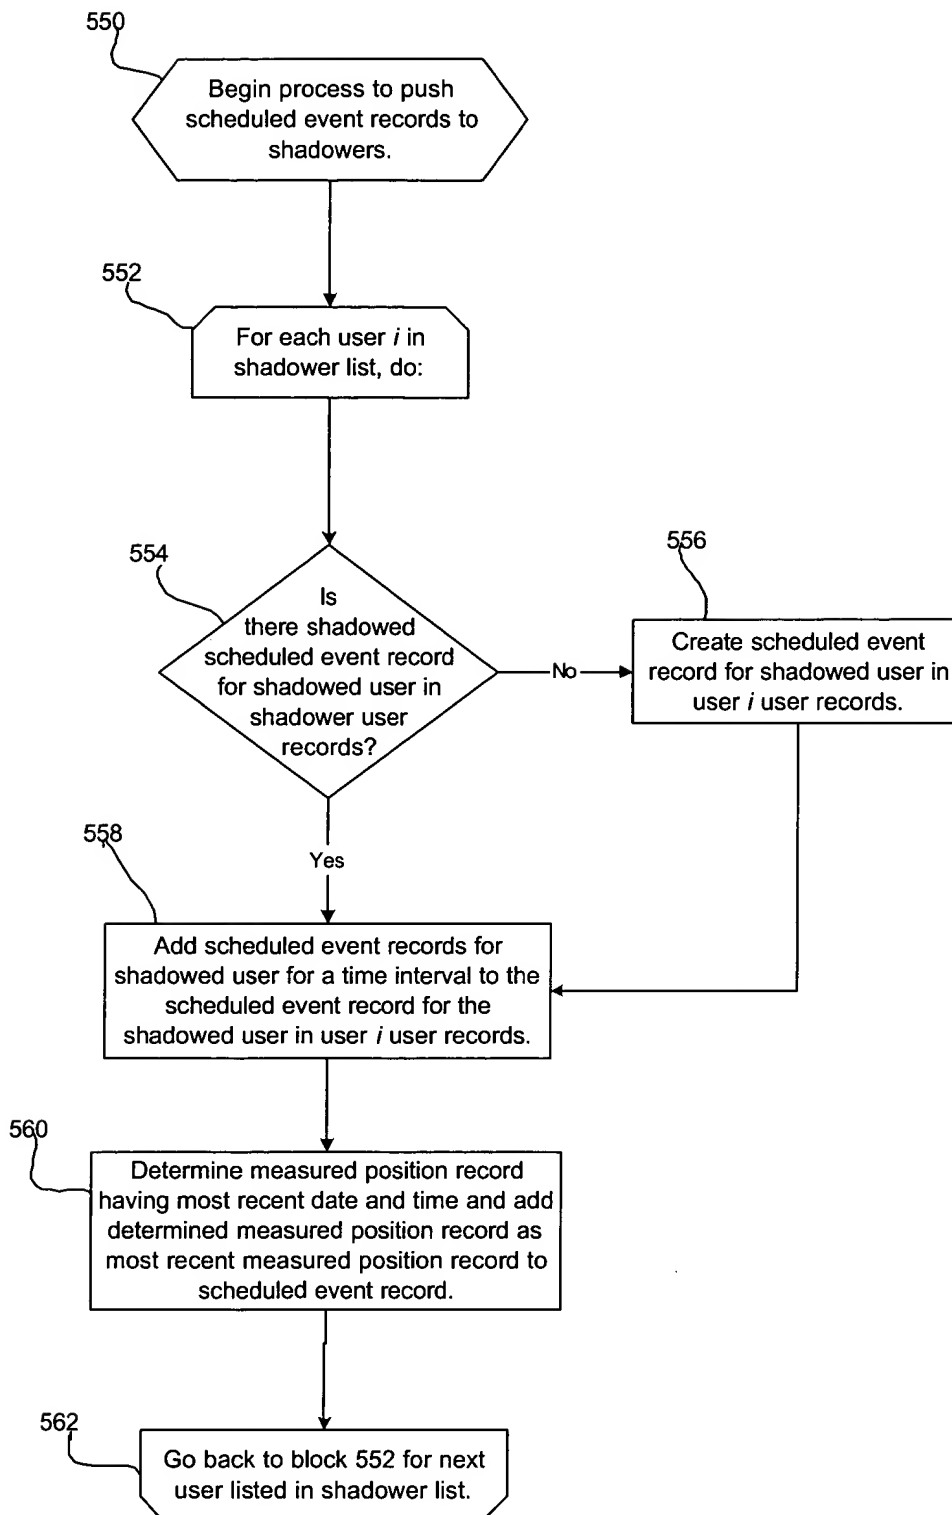 550
Begin process to push
scheduled event records to
shadowers.
552
For each user i in
shadower list, do:
554
Is
there shadowed
scheduled event record
for shadowed user in
shadower user
records?
No
556
Create scheduled event
record for shadowed user in
user i user records.
Yes
558
Add scheduled event records for
shadowed user for a time interval to the
scheduled event record for the
shadowed user in user i user records.
560
Determine measured position record
having most recent date and time and add
determined measured position record as
most recent measured position record to
scheduled event record.
562
Go back to block 552 for next
user listed in shadower list.